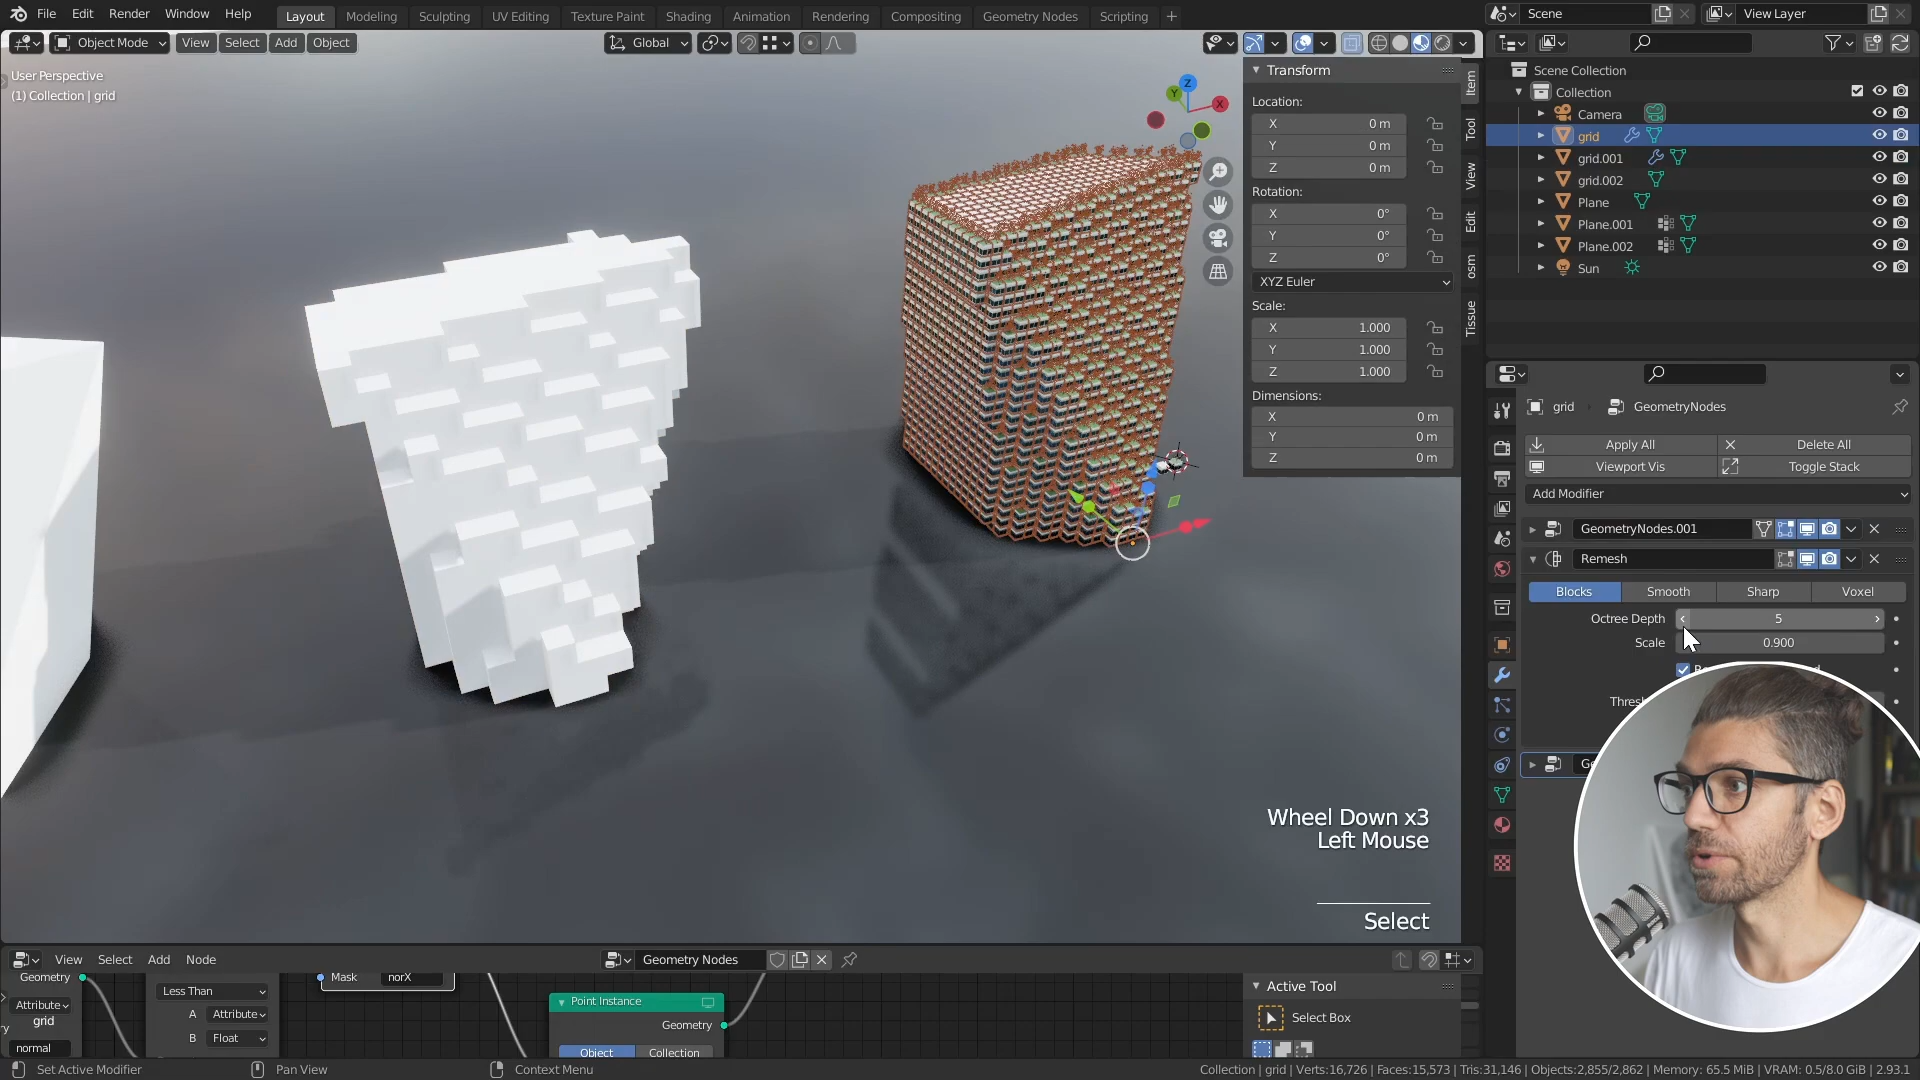 File Edit Render Window Help Layout Modeling Sculpting UV Editing Texture Paint Shading Animation Rendering Compositing Geometry Nodes Scripting + Scene View Layer
Object Mode View Select Add Object Global
User Perspective
(1) Collection | grid
Transform
Location:
X 0 m
Y 0 m
Z 0 m
Rotation:
X 0°
Y 0°
Z 0°
XYZ Euler
Scale:
X 1.000
Y 1.000
Z 1.000
Dimensions:
X 0 m
Y 0 m
Z 0 m
Item
Tool
View
Edit
osm
Tissue
Z
Y
X
Scene Collection
Collection
Camera
grid
grid.001
grid.002
Plane
Plane.001
Plane.002
Sun
grid GeometryNodes
Apply All Delete All
Viewport Vis Toggle Stack
Add Modifier
GeometryNodes.001
Remesh
Blocks Smooth Sharp Voxel
Octree Depth 5
Scale 0.900
Wheel Down x3
Left Mouse
Select
View Select Add Node Geometry Nodes
Geometry
Attribute
grid
normal
Less Than
A Attribute
B Float
Mask norX
Point Instance
Geometry
Object Collection
Active Tool
Select Box
Set Active Modifier Pan View Context Menu Collection | grid | Verts:16,726 | Faces:15,573 | Tris:31,146 | Objects:2,855/2,862 | Memory: 65.5 MiB | VRAM: 0.5/8.0 GiB | 2.93.1